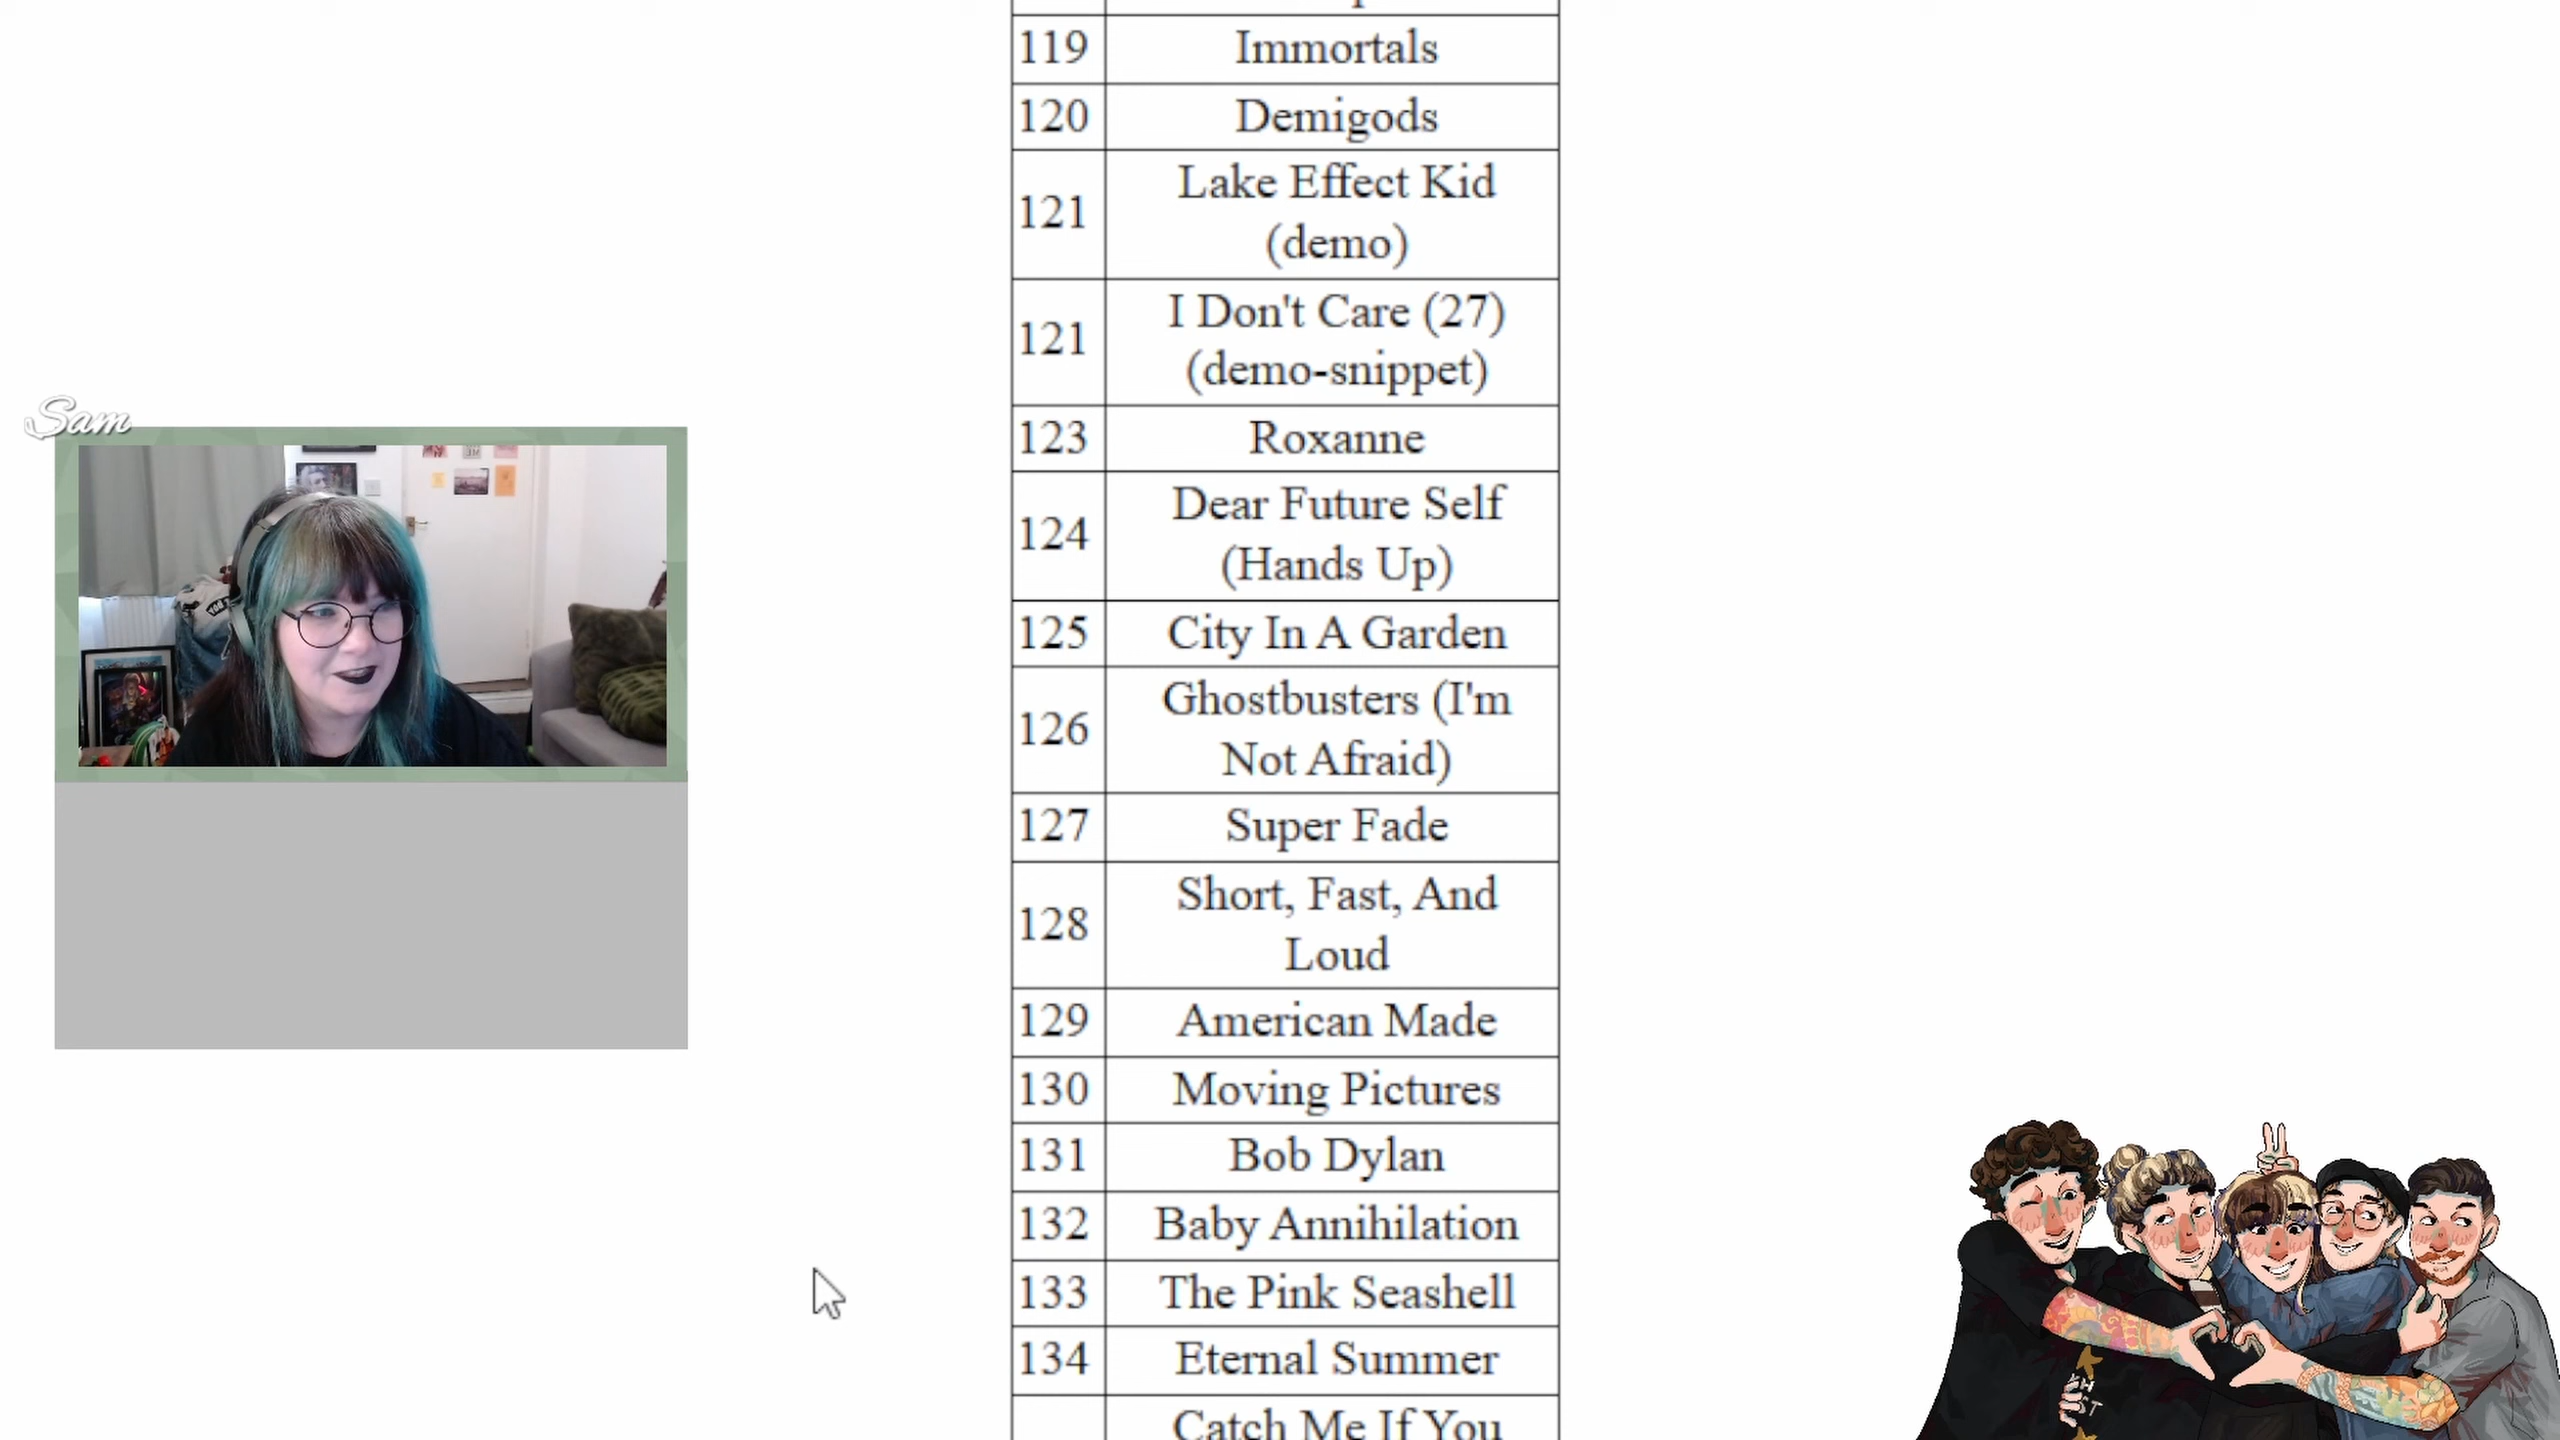 119 Immortals
120 Demigods
121 Lake Effect Kid
(demo)
121 I Don't Care (27)
(demo-snippet)
123 Roxanne
124 Dear Future Self
(Hands Up)
125 City In A Garden
126 Ghostbusters (I'm
Not Afraid)
127 Super Fade
128 Short, Fast, And
Loud
129 American Made
130 Moving Pictures
131 Bob Dylan
132 Baby Annihilation
133 The Pink Seashell
134 Eternal Summer
Catch Me If You
Sam